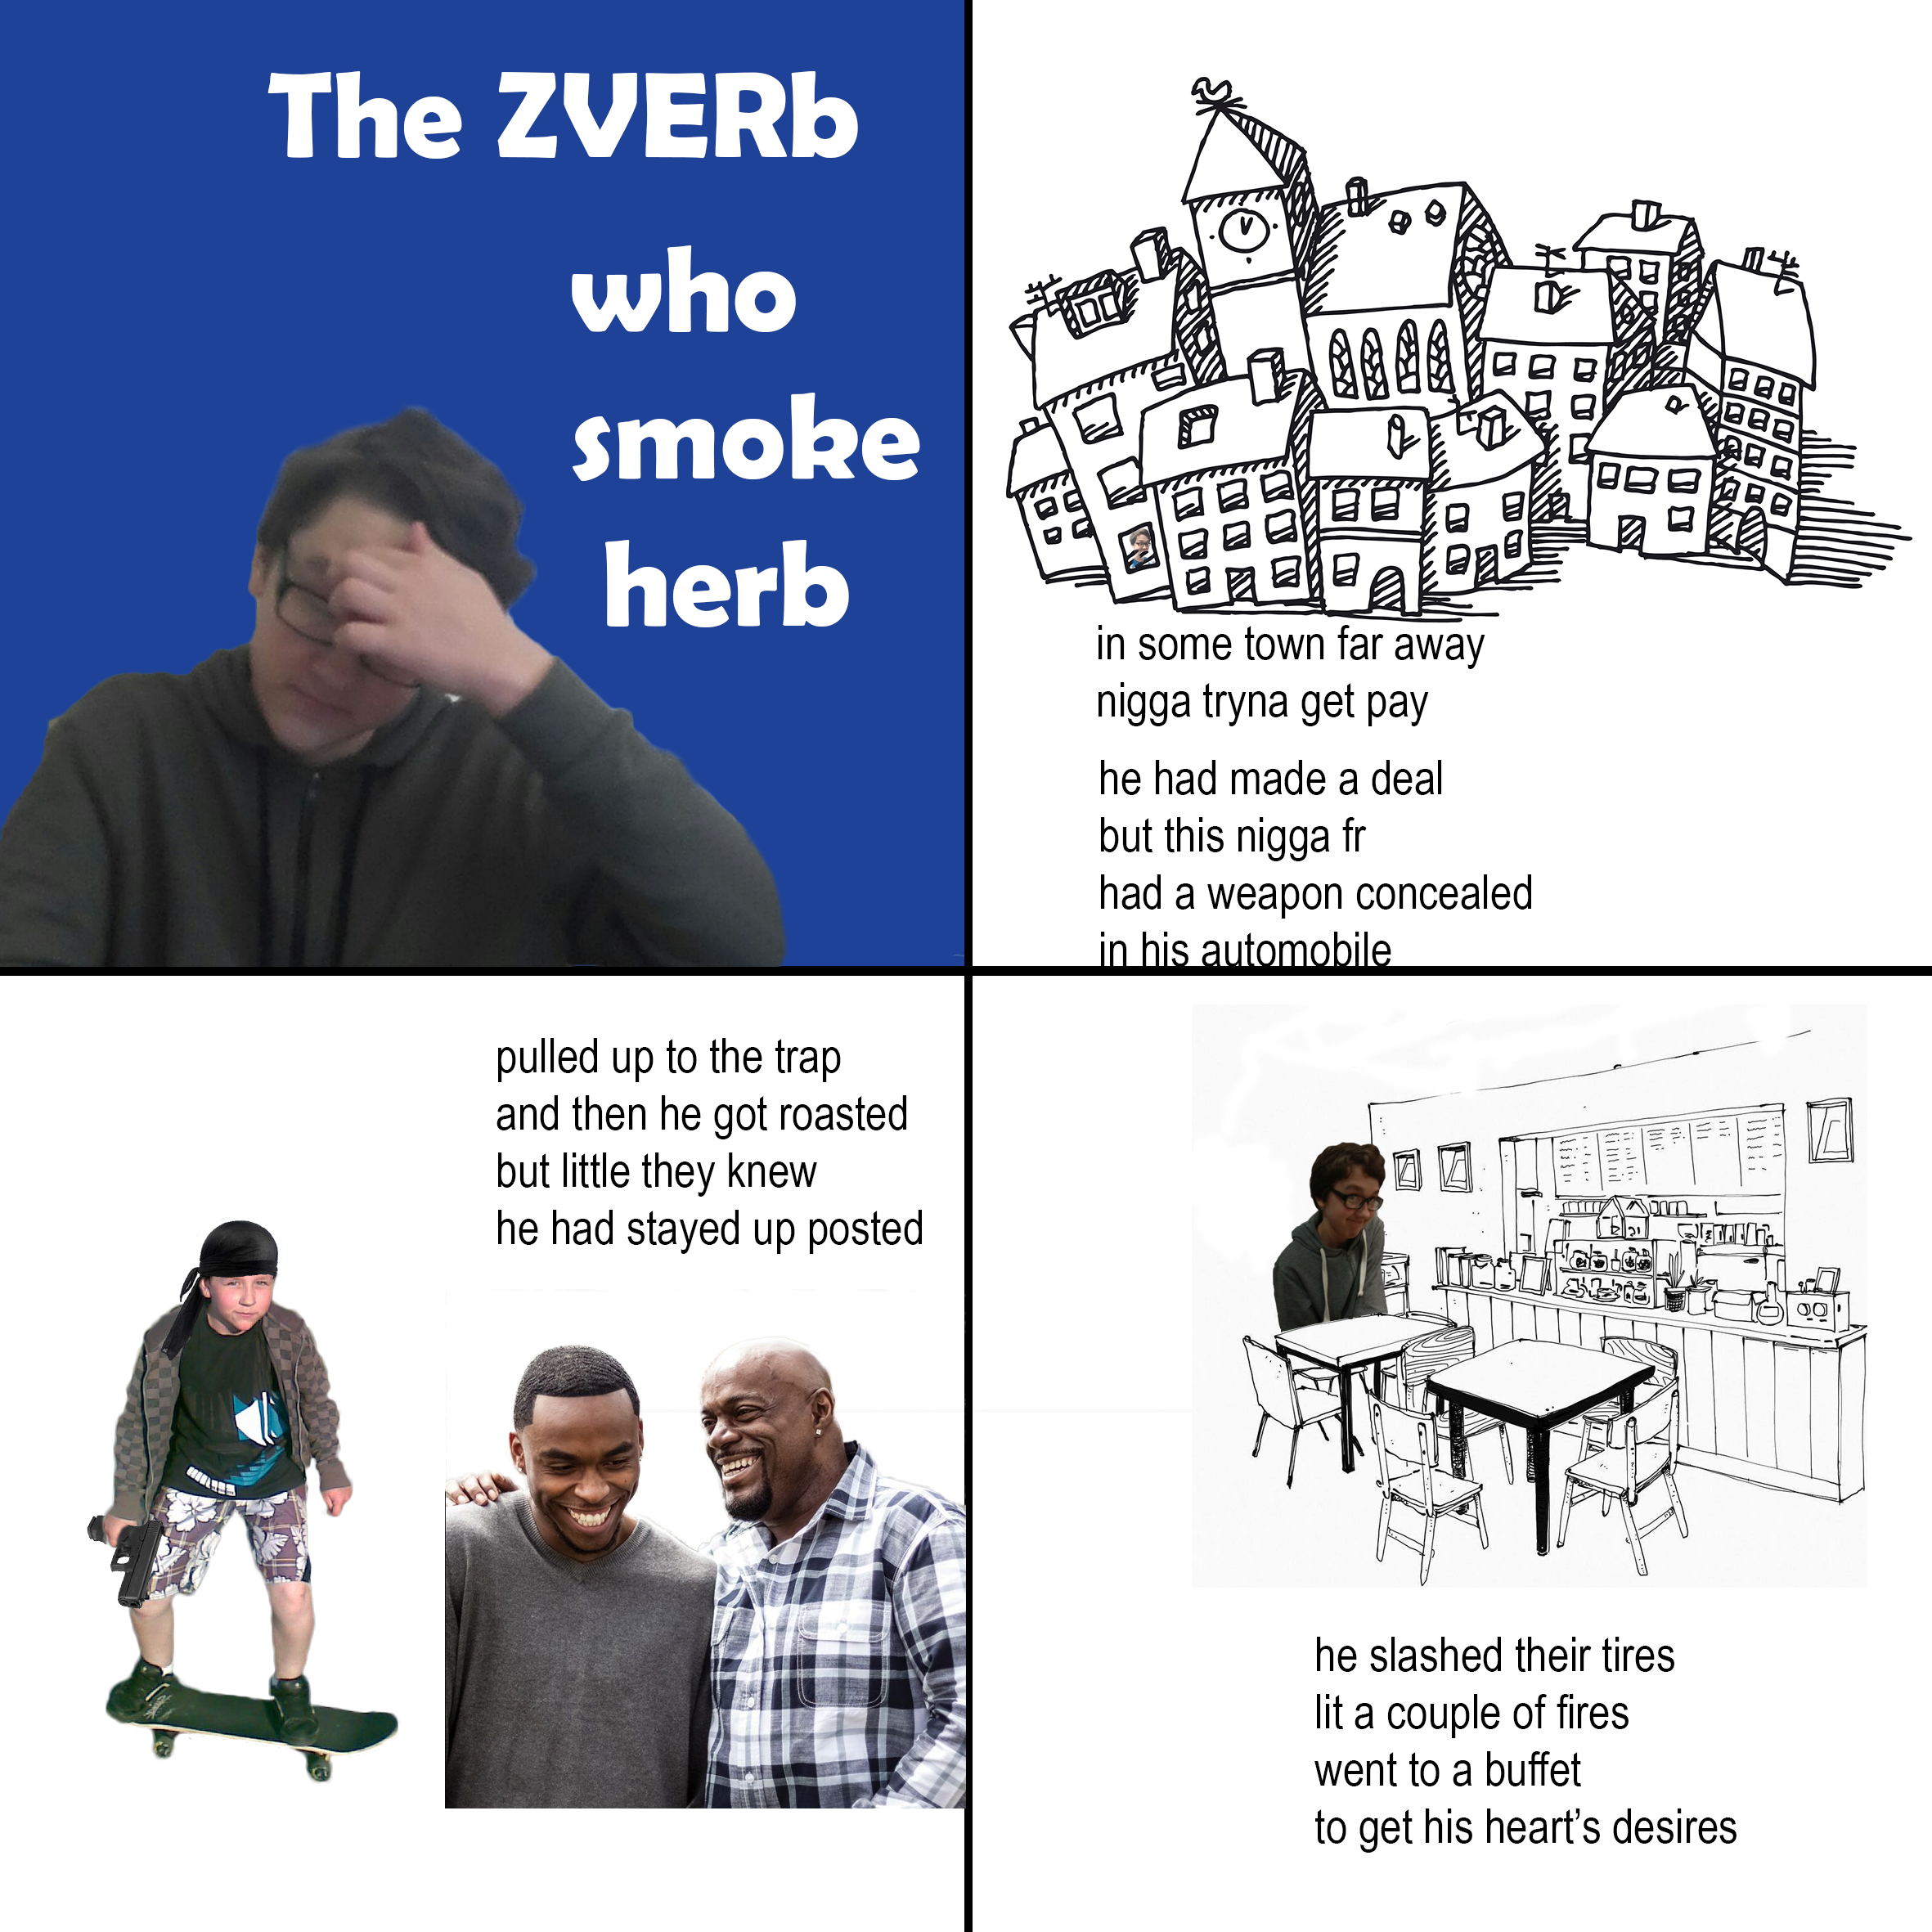 The ZVERb
who
smoke
herb
in some town far away
nigga tryna get pay
he had made a deal
but this nigga fr
had a weapon concealed
in his automobile
pulled up to the trap
and then he got roasted
but little they knew
he had stayed up posted
he slashed their tires
lit a couple of fires
went to a buffet
to get his heart's desires